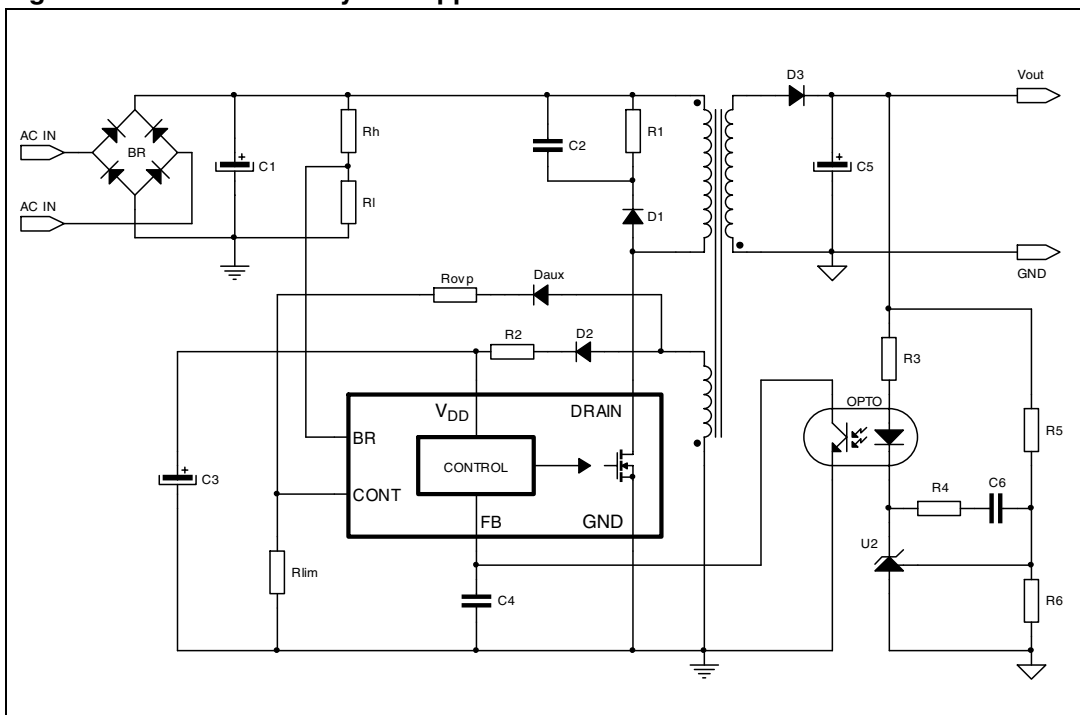 D3
Vout
AC IN
BR
Rh
C2
R1
C1
C5
AC IN
Rl
D1
GND
Rovp
Daux
R2
D2
R3
VDD
DRAIN
OPTO
BR
R5
CONTROL
C3
R4
C6
CONT
FB
GND
U2
Rlim
C4
R6